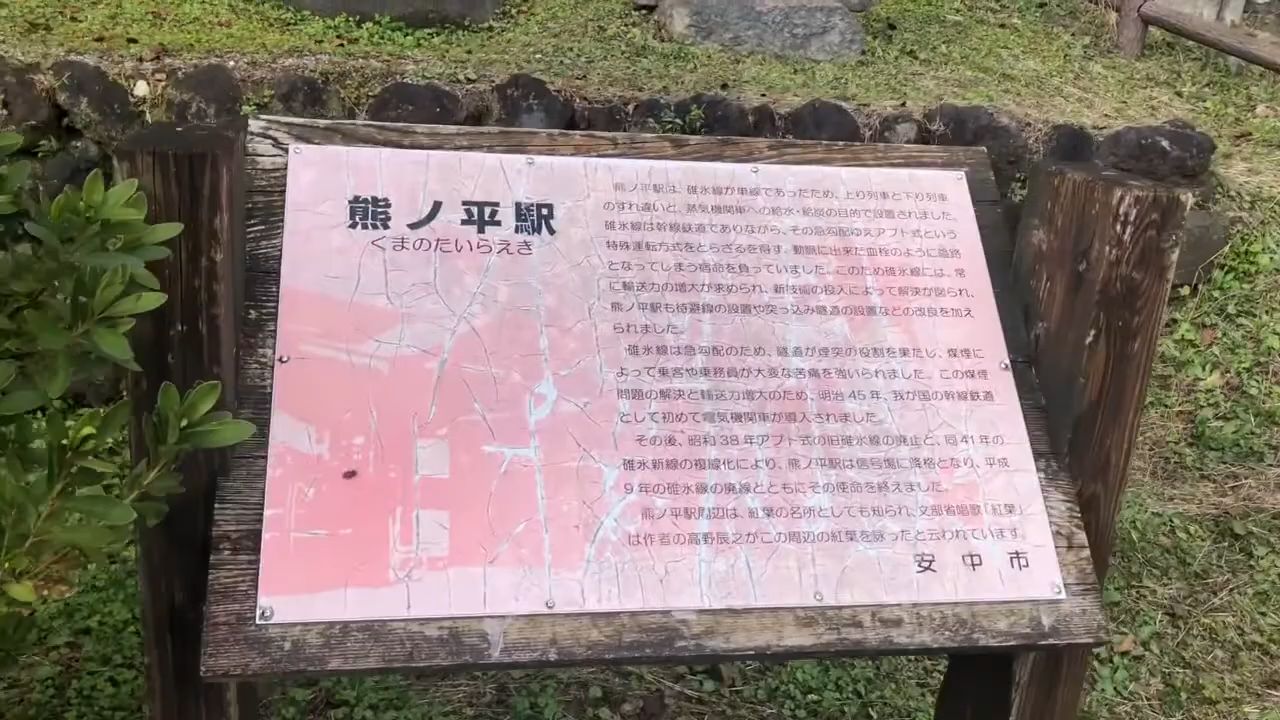 熊ノ平駅
くまのたいらえき
熊ノ平駅は、碓氷線が単線であったため、上り列車と下り列車
のすれ違いと、蒸気機関車への給水・給炭の目的で設置されました。
碓氷線は幹線鉄道でありながら、その急勾配ゆえアプト式という
特殊運転方式をとらざるを得ず、動脈に出来た血栓のように隘路
となってしまう宿命を負っていました。このため碓氷線には、常
に輸送力の増大が求められ、新技術の投入によって解決が図られ、
熊ノ平駅も待避線の設置や突っ込み隧道の設置などの改良を加え
られました。
碓氷線は急勾配のため、隧道が煙突の役割を果たし、煤煙に
よって乗客や乗務員が大変な苦痛を強いられました。この煤煙
問題の解決と輸送力増大のため、明治45年、我が国の幹線鉄道
として初めて電気機関車が導入されました。
その後、昭和38年アプト式の旧碓氷線の廃止と、同41年の
碓氷新線の複線化により、熊ノ平駅は信号場に降格となり、平成
9年の碓氷線の廃線とともにその使命を終えました。
熊ノ平駅周辺は、紅葉の名所としても知られ、文部省唱歌「紅葉」
は作者の高野辰之がこの周辺の紅葉を詠ったと云われています。
安中市